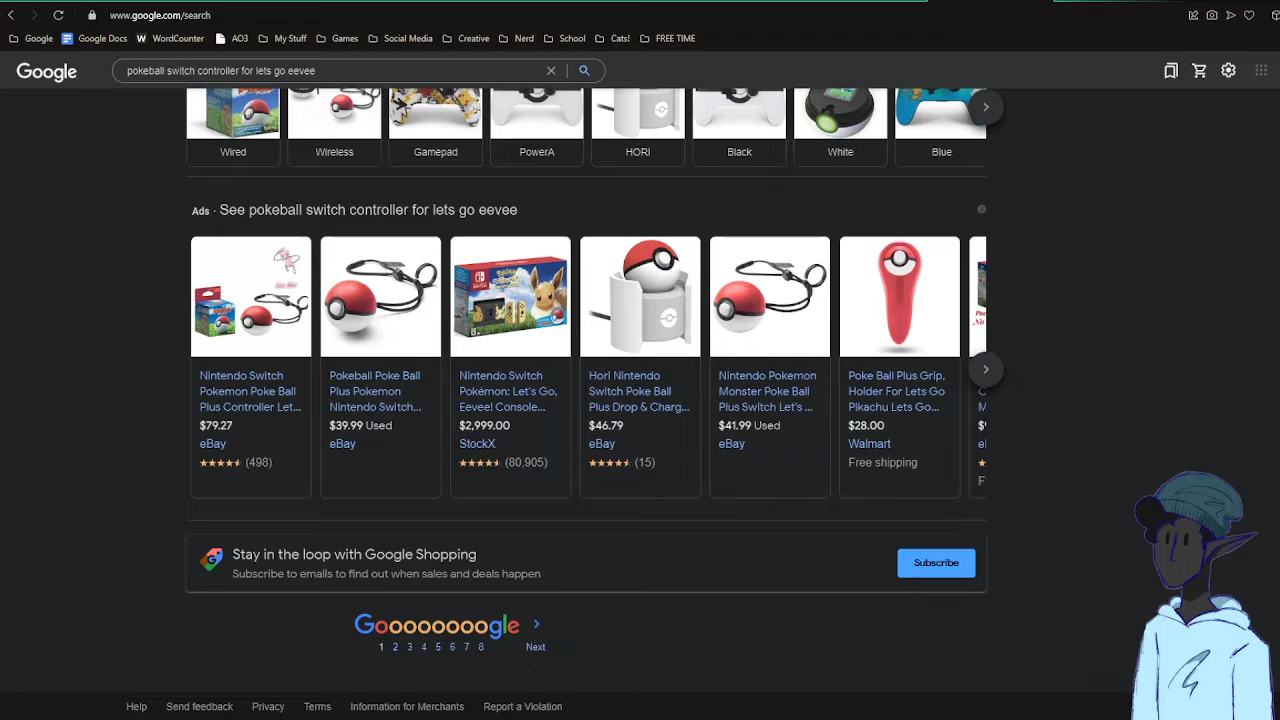 www.google.com/search
Google Google Docs WordCounter AO3 My Stuff Games Social Media Creative Nerd School Cats! FREE TIME
Google pokeball switch controller for lets go eevee
Wired Wireless Gamepad PowerA HORI Black White Blue
Ads · See pokeball switch controller for lets go eevee
Nintendo Switch
Pokemon Poke Ball
Plus Controller Let...
$79.27
eBay
(498)
Pokeball Poke Ball
Plus Pokemon
Nintendo Switch...
$39.99 Used
eBay
Nintendo Switch
Pokémon: Let's Go,
Eevee! Console...
$2,999.00
StockX
(80,905)
Hori Nintendo
Switch Poke Ball
Plus Drop & Charg...
$46.79
eBay
(15)
Nintendo Pokemon
Monster Poke Ball
Plus Switch Let's ...
$41.99 Used
eBay
Poke Ball Plus Grip,
Holder For Lets Go
Pikachu Lets Go...
$28.00
Walmart
Free shipping
Stay in the loop with Google Shopping
Subscribe to emails to find out when sales and deals happen
Subscribe
Goooooooogle
1 2 3 4 5 6 7 8 Next
Help Send feedback Privacy Terms Information for Merchants Report a Violation